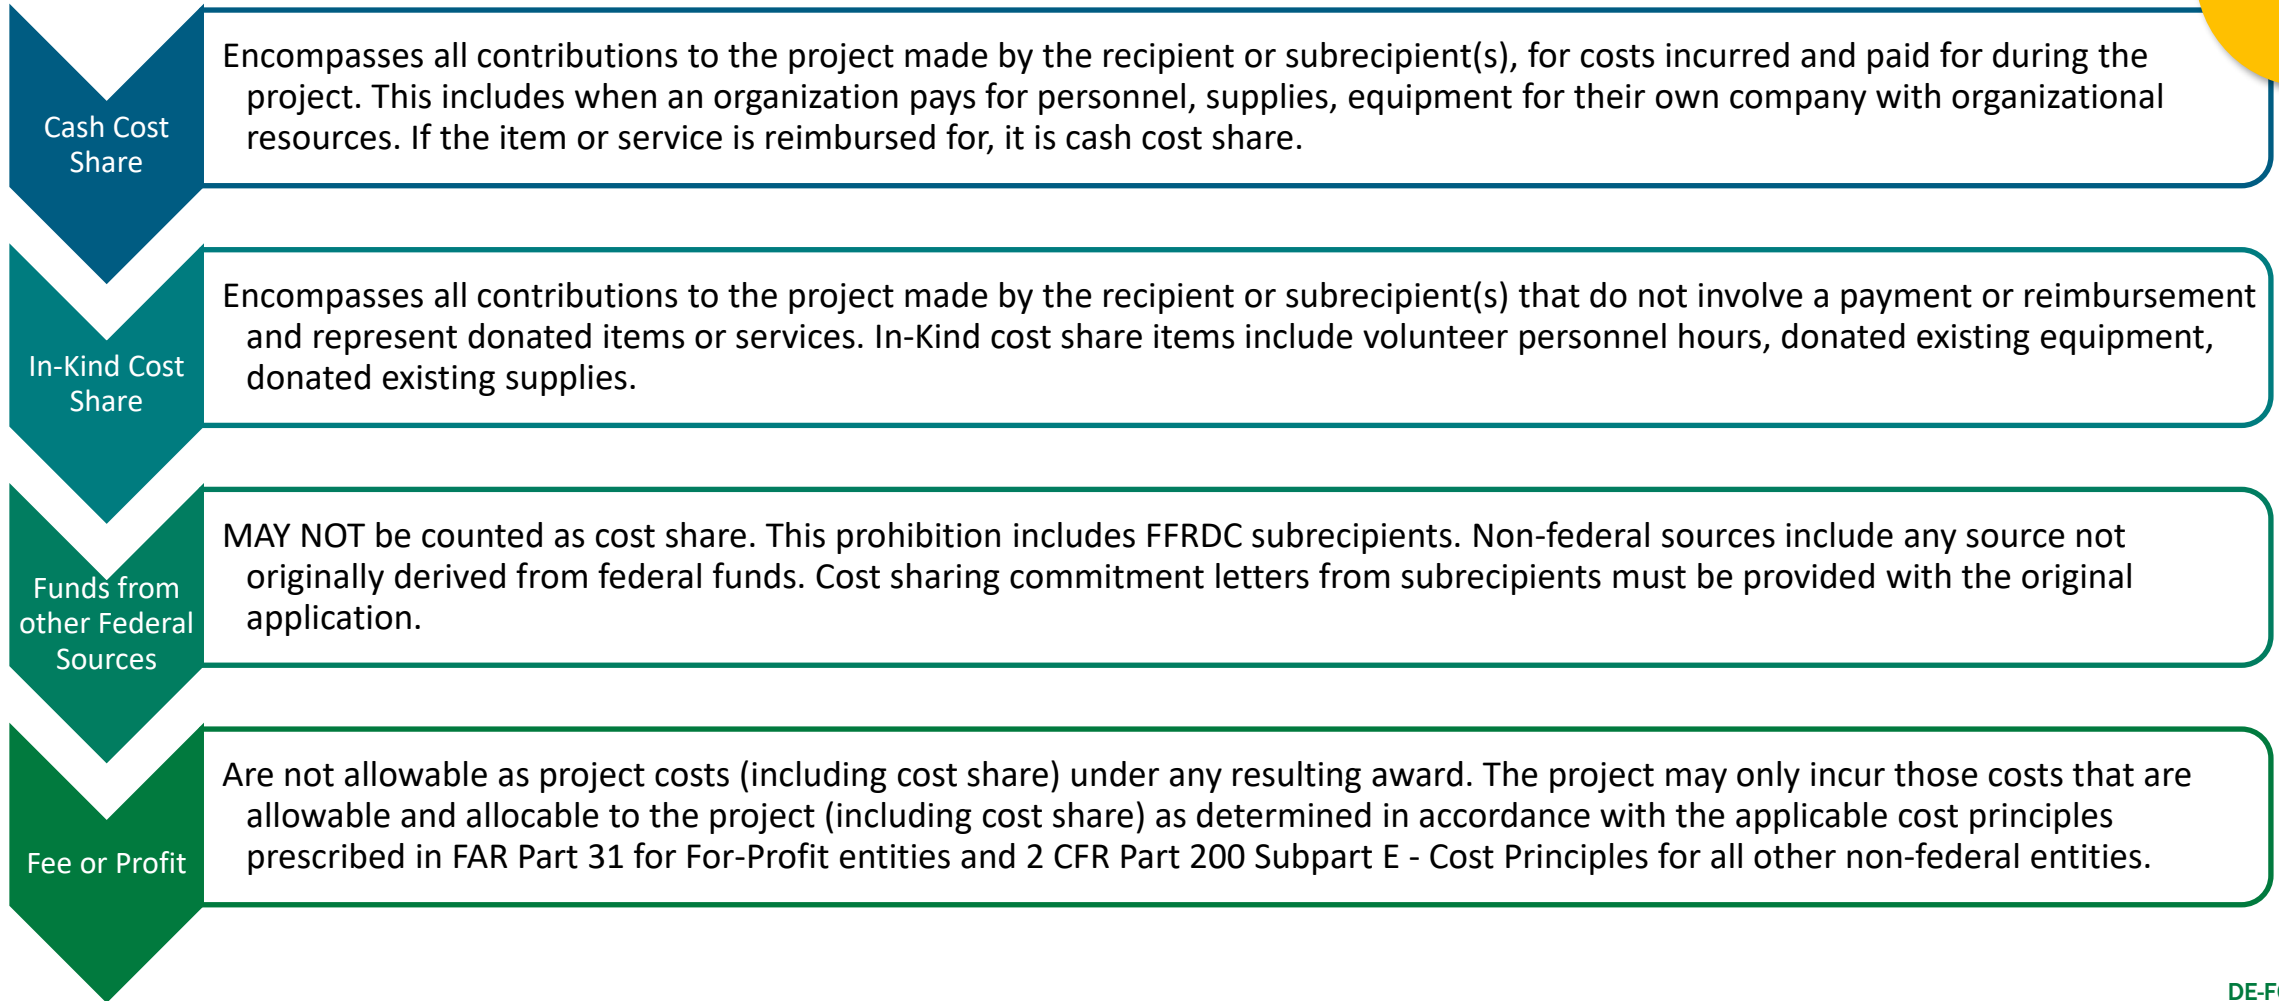 Cash Cost
Share
Encompasses all contributions to the project made by the recipient or subrecipient(s), for costs incurred and paid for during the
project. This includes when an organization pays for personnel, supplies, equipment for their own company with organizational
resources. If the item or service is reimbursed for, it is cash cost share.
In-Kind Cost
Share
Encompasses all contributions to the project made by the recipient or subrecipient(s) that do not involve a payment or reimbursement
and represent donated items or services. In-Kind cost share items include volunteer personnel hours, donated existing equipment,
donated existing supplies.
Funds from
other Federal
Sources
MAY NOT be counted as cost share. This prohibition includes FFRDC subrecipients. Non-federal sources include any source not
originally derived from federal funds. Cost sharing commitment letters from subrecipients must be provided with the original
application.
Fee or Profit
Are not allowable as project costs (including cost share) under any resulting award. The project may only incur those costs that are
allowable and allocable to the project (including cost share) as determined in accordance with the applicable cost principles
prescribed in FAR Part 31 for For-Profit entities and 2 CFR Part 200 Subpart E - Cost Principles for all other non-federal entities.